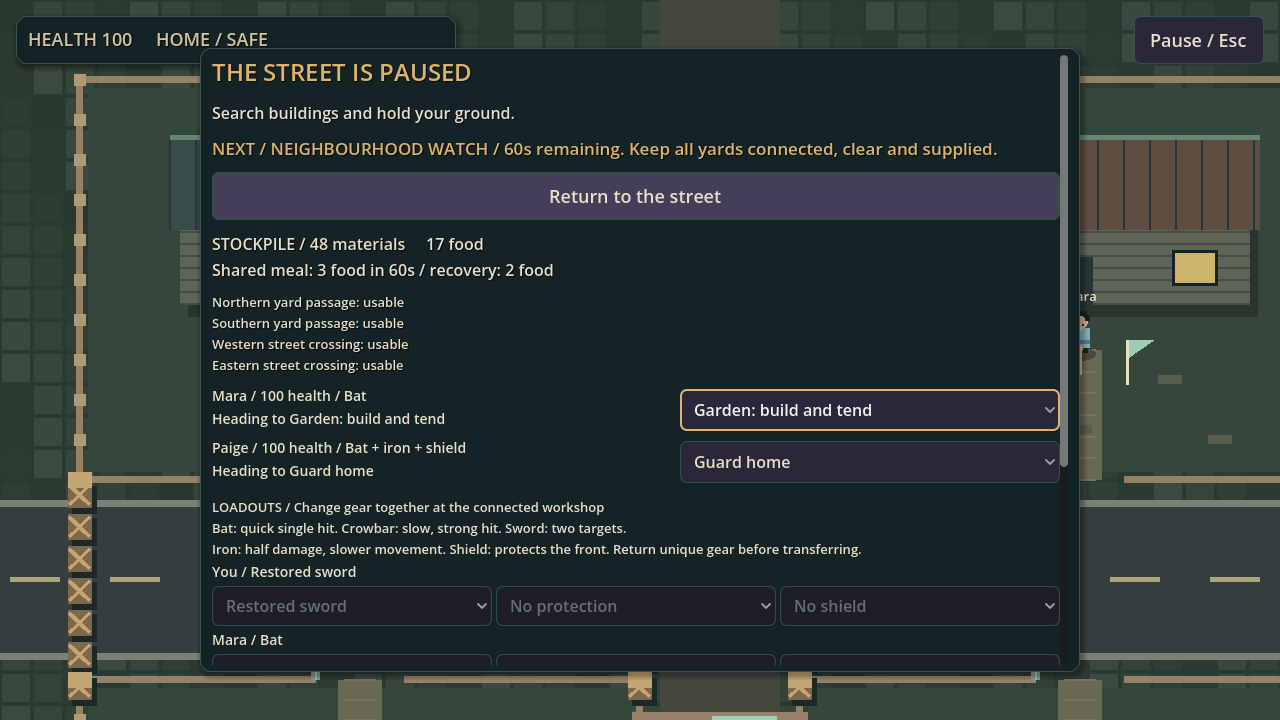 HEALTH 100 HOME / SAFE
Pause / Esc
THE STREET IS PAUSED
Search buildings and hold your ground.
NEXT / NEIGHBOURHOOD WATCH / 60s remaining. Keep all yards connected, clear and supplied.
Return to the street
STOCKPILE / 48 materials 17 food
Shared meal: 3 food in 60s / recovery: 2 food
Northern yard passage: usable
Southern yard passage: usable
Western street crossing: usable
Eastern street crossing: usable
Mara / 100 health / Bat
Heading to Garden: build and tend
Garden: build and tend
Paige / 100 health / Bat + iron + shield
Heading to Guard home
Guard home
LOADOUTS / Change gear together at the connected workshop
Bat: quick single hit. Crowbar: slow, strong hit. Sword: two targets.
Iron: half damage, slower movement. Shield: protects the front. Return unique gear before transferring.
You / Restored sword
Restored sword No protection No shield
Mara / Bat